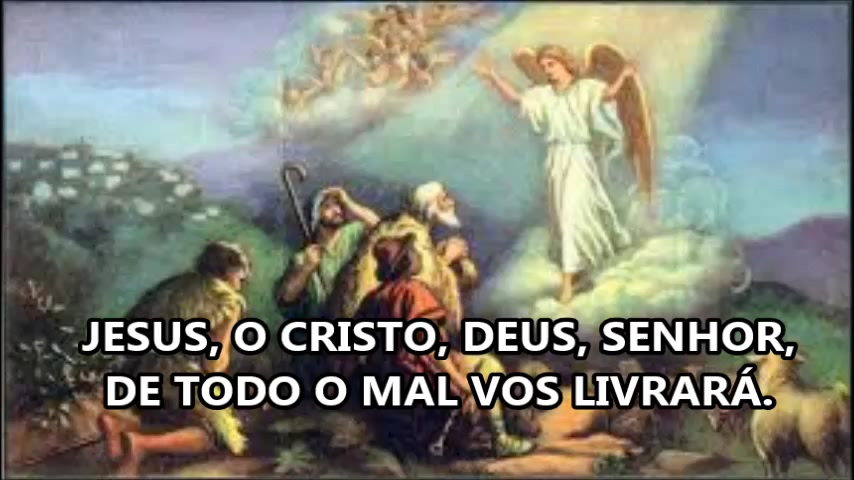 JESUS, O CRISTO, DEUS, SENHOR,
DE TODO O MAL VOS LIVRARÁ.